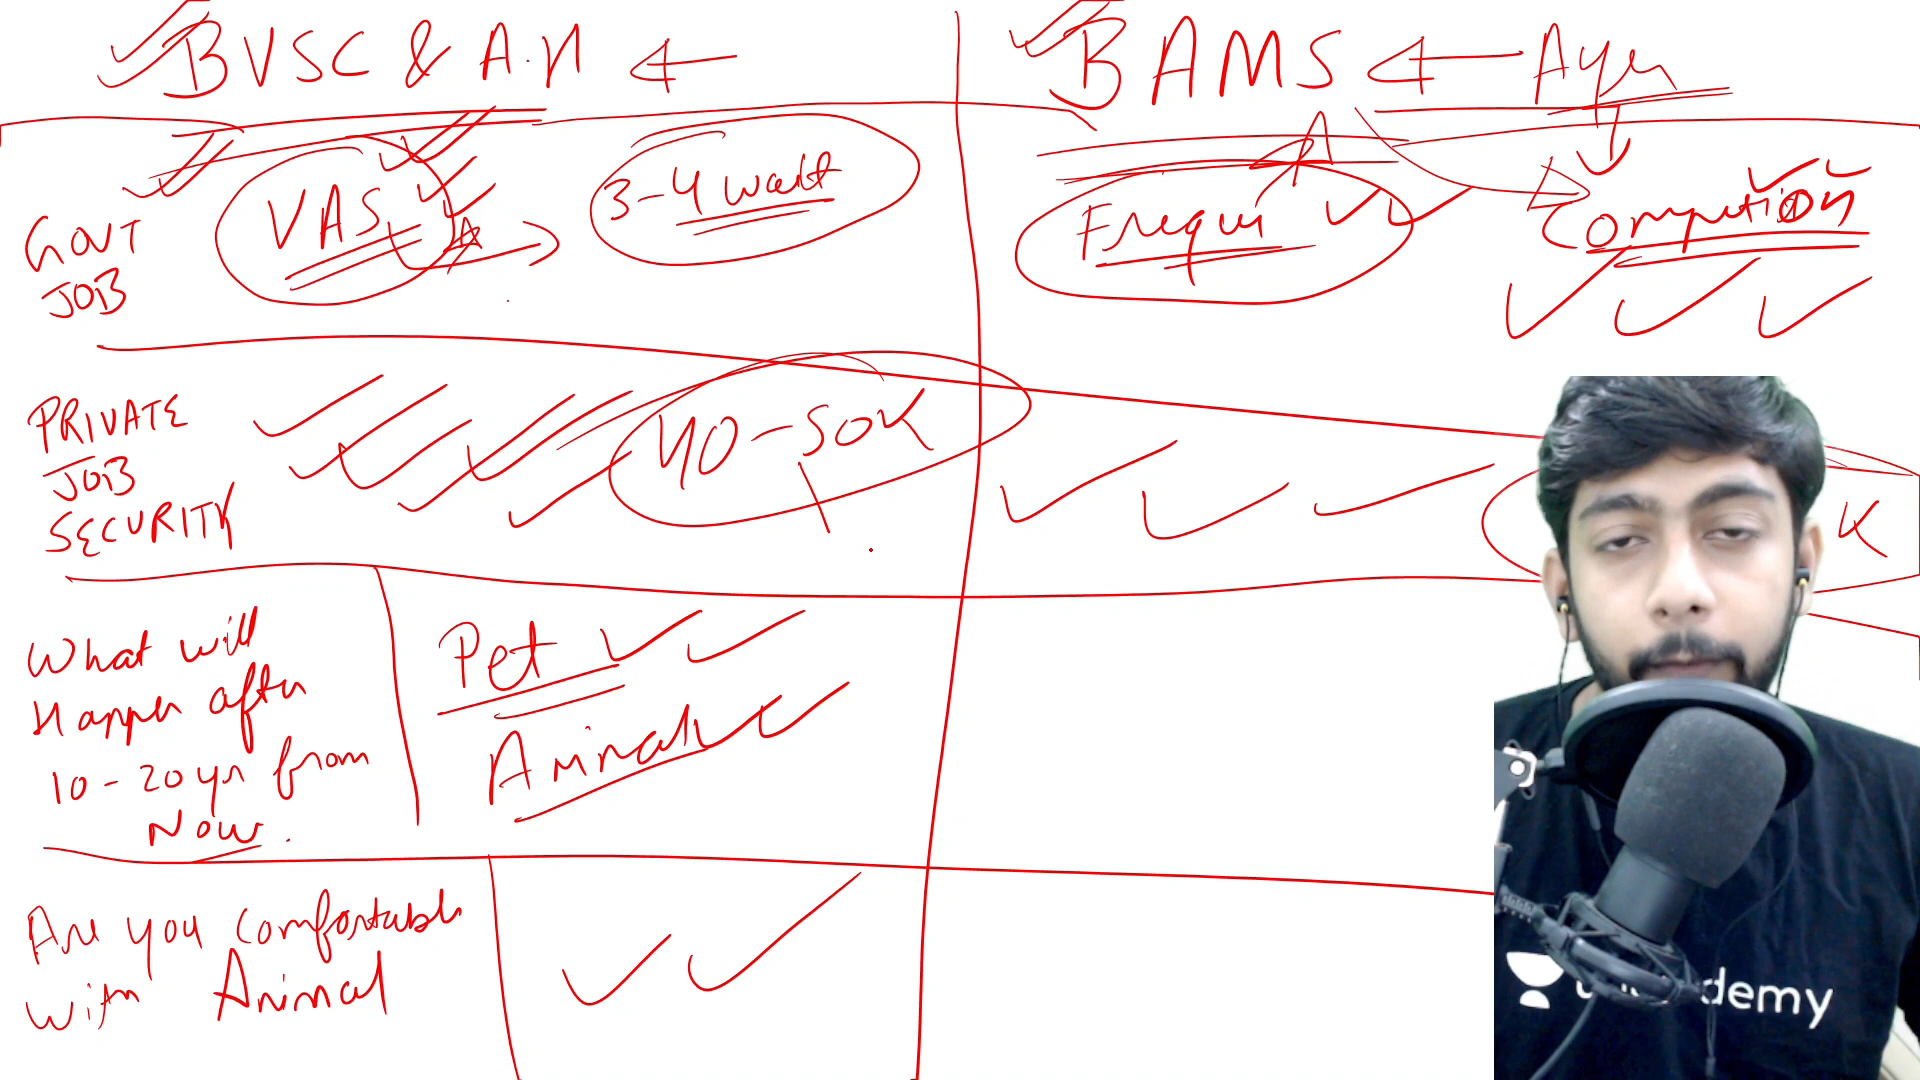 BVSC & A.H
BAMS ← Ayu
GOVT
JOB
VAS
3-4 wait
Frequ
Competion
PRIVATE
JOB
SECURITY
40-50K
K
What will
Happen after
10-20 yr from
Now.
Pet
Animal
Are you comfortable
with Animal
demy